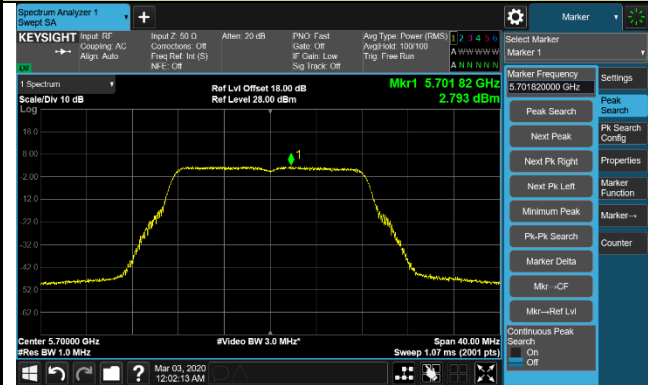 Spectrum Analyzer 1
Swept SA
Marker
KEYSIGHT
Input: RF
Coupling: AC
Align: Auto
Input Z: 50 Ω
Corrections: Off
Freq Ref: Int (S)
NFE: Off
Atten: 20 dB
PNO: Fast
Gate: Off
IF Gain: Low
Sig Track: Off
Avg Type: Power (RMS)
Avg|Hold: 100/100
Trig: Free Run
1 2 3 4 5 6
A W W W W W
A N N N N N
Select Marker
Marker 1
1 Spectrum
Scale/Div 10 dB
Ref Lvl Offset 18.00 dB
Ref Level 28.00 dBm
Mkr1 5.701 82 GHz
2.793 dBm
Log
18.0
8.00
-2.00
-12.0
-22.0
-32.0
-42.0
-52.0
-62.0
1
Center 5.70000 GHz
#Res BW 1.0 MHz
#Video BW 3.0 MHz*
Span 40.00 MHz
Sweep 1.07 ms (2001 pts)
Marker Frequency
5.701820000 GHz
Peak Search
Next Peak
Next Pk Right
Next Pk Left
Minimum Peak
Pk-Pk Search
Marker Delta
Mkr→CF
Mkr→Ref Lvl
Continuous Peak
Search
On
Off
Settings
Peak
Search
Pk Search
Config
Properties
Marker
Function
Marker→
Counter
Mar 03, 2020
12:02:13 AM